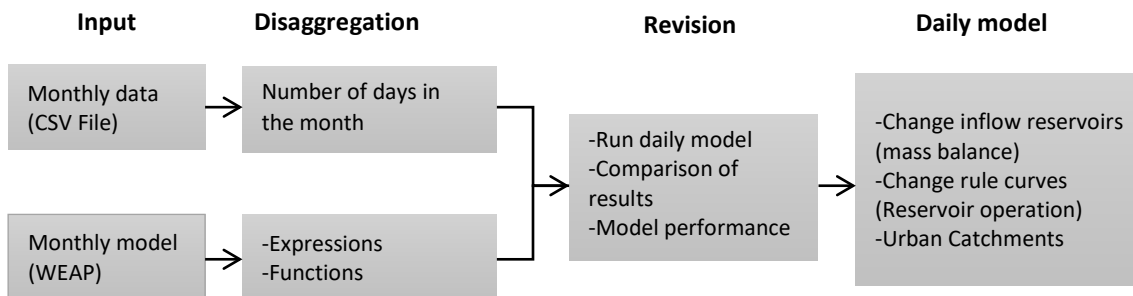 Input
Disaggregation
Revision
Daily model
Monthly data
(CSV File)
Number of days in
the month
Monthly model
(WEAP)
-Expressions
-Functions
-Run daily model
-Comparison of
results
-Model performance
-Change inflow reservoirs
(mass balance)
-Change rule curves
(Reservoir operation)
-Urban Catchments